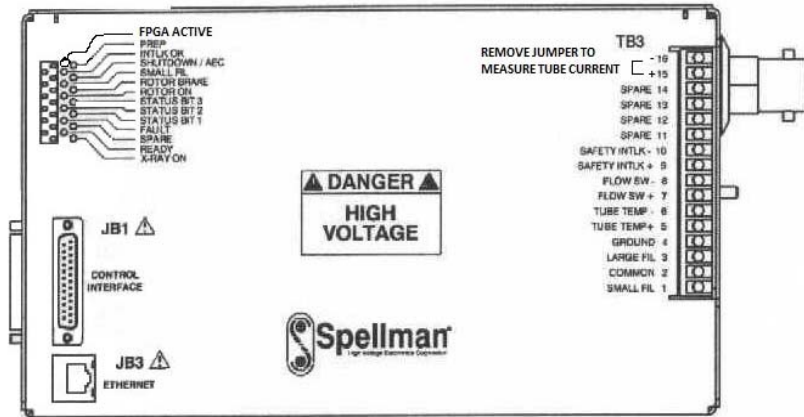 FPGA ACTIVE
PREP
INTLK OK
SHUTDOWN / AEC
SMALL FIL
ROTOR BRAKE
ROTOR ON
STATUS BIT 3
STATUS BIT 2
STATUS BIT 1
FAULT
SPARE
READY
X-RAY ON
JB1
CONTROL
INTERFACE
JB3
ETHERNET
DANGER
HIGH
VOLTAGE
Spellman
High Voltage Electronics Corporation
REMOVE JUMPER TO
MEASURE TUBE CURRENT
TB3
- 16
+ 15
SPARE 14
SPARE 13
SPARE 12
SPARE 11
SAFETY INTLK - 10
SAFETY INTLK + 9
FLOW SW - 8
FLOW SW + 7
TUBE TEMP - 6
TUBE TEMP+ 5
GROUND 4
LARGE FIL 3
COMMON 2
SMALL FIL 1